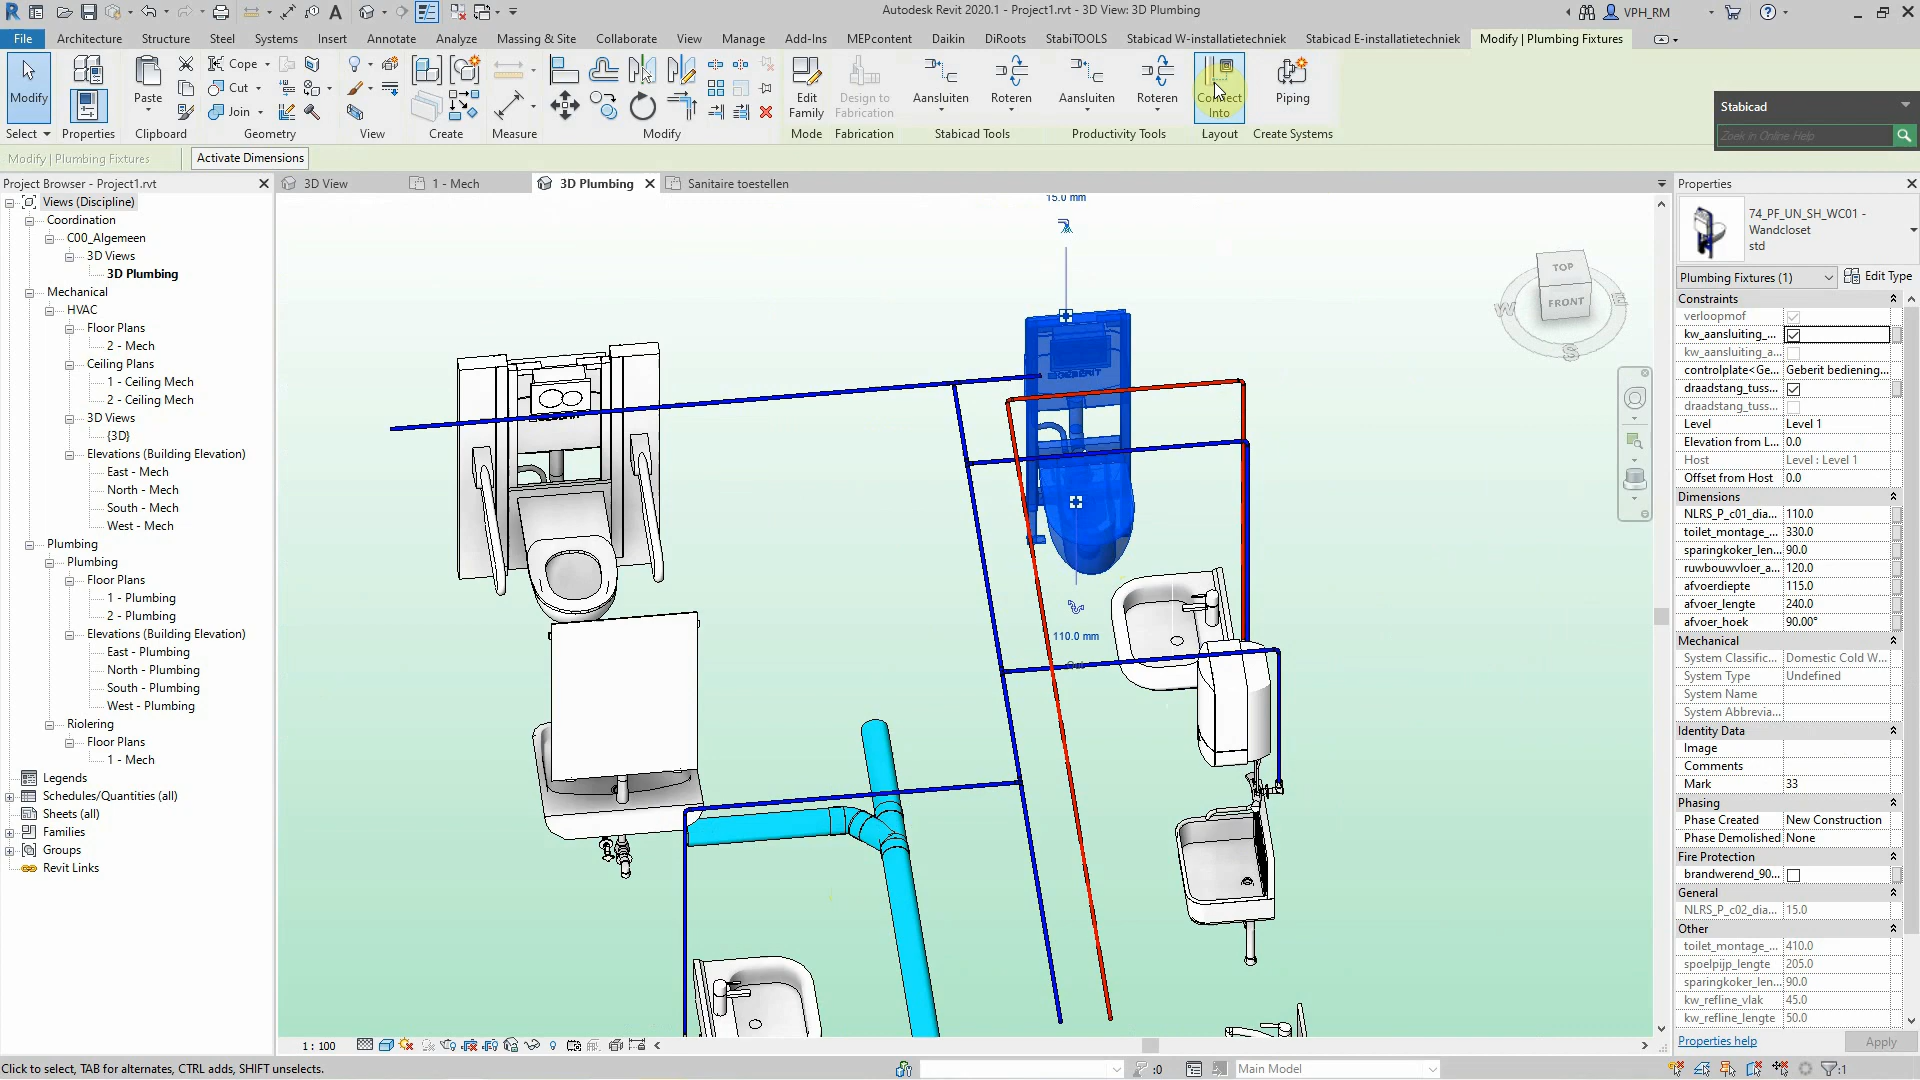 Autodesk Revit 2020.1 - Project1.rvt - 3D View: 3D Plumbing
VPH_RM
File
Architecture
Structure
Steel
Systems
Insert
Annotate
Analyze
Massing & Site
Collaborate
View
Manage
Add-Ins
MEPcontent
Daikin
DiRoots
StabiTOOLS
Stabicad W-installatietechniek
Stabicad E-installatietechniek
Modify | Plumbing Fixtures
Modify
Properties
Paste
Cope
Cut
Join
Edit Family
Design to Fabrication
Aansluiten
Roteren
Aansluiten
Roteren
Connect Into
Piping
Select
Properties
Clipboard
Geometry
View
Create
Measure
Modify
Mode
Fabrication
Stabicad Tools
Productivity Tools
Layout
Create Systems
Stabicad
Zoek in Online Help
Modify | Plumbing Fixtures
Activate Dimensions
Project Browser - Project1.rvt
3D View
1 - Mech
3D Plumbing
Sanitaire toestellen
Views (Discipline)
Coordination
C00_Algemeen
3D Views
3D Plumbing
Mechanical
HVAC
Floor Plans
2 - Mech
Ceiling Plans
1 - Ceiling Mech
2 - Ceiling Mech
3D Views
{3D}
Elevations (Building Elevation)
East - Mech
North - Mech
South - Mech
West - Mech
Plumbing
Plumbing
Floor Plans
1 - Plumbing
2 - Plumbing
Elevations (Building Elevation)
East - Plumbing
North - Plumbing
South - Plumbing
West - Plumbing
Riolering
Floor Plans
1 - Mech
Legends
Schedules/Quantities (all)
Sheets (all)
Families
Groups
Revit Links
15.0 mm
GEBERIT
110.0 mm
TOP
FRONT
W
S
Properties
74_PF_UN_SH_WC01 -
Wandcloset
std
Plumbing Fixtures (1)
Edit Type
Constraints
verloopmof
kw_aansluiting_...
kw_aansluiting_a...
controlplate<Ge... Geberit bediening...
draadstang_tuss...
draadstang_tuss...
Level Level 1
Elevation from L... 0.0
Host Level : Level 1
Offset from Host 0.0
Dimensions
NLRS_P_c01_dia... 110.0
toilet_montage_... 330.0
sparingkoker_len... 90.0
ruwbouwvloer_a... 120.0
afvoerdiepte 115.0
afvoer_lengte 240.0
afvoer_hoek 90.00°
Mechanical
System Classific... Domestic Cold W...
System Type Undefined
System Name
System Abbrevia...
Identity Data
Image
Comments
Mark 33
Phasing
Phase Created New Construction
Phase Demolished None
Fire Protection
brandwerend_90...
General
NLRS_P_c02_dia... 15.0
Other
toilet_montage_... 410.0
spoelpijp_lengte 205.0
sparingkoker_len... 90.0
kw_refline_vlak 45.0
kw_refline_lengte 50.0
Properties help
Apply
1 : 100
Click to select, TAB for alternates, CTRL adds, SHIFT unselects.
:0
Main Model
:1